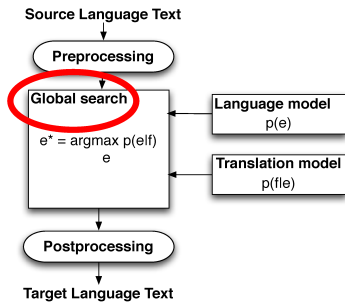 Source Language Text
Preprocessing
Global search
e* = argmax p(e|f)
e
Language model
p(e)
Translation model
p(f|e)
Postprocessing
Target Language Text